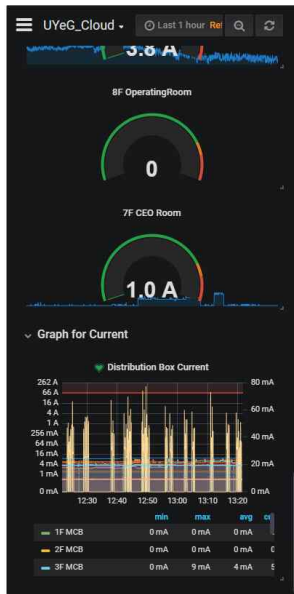 UYeG_Cloud
Last 1 hour
3.8 A
8F OperatingRoom
0
7F CEO Room
1.0 A
Graph for Current
Distribution Box Current
262 A
66 A
16 A
4 A
1 A
256 mA
64 mA
16 mA
4 mA
1 mA
0 mA
80 mA
60 mA
40 mA
20 mA
0 mA
12:30 12:40 12:50 13:00 13:10 13:20
min max avg
1F MCB 0 mA 0 mA 0 mA
2F MCB 0 mA 0 mA 0 mA
3F MCB 0 mA 9 mA 4 mA